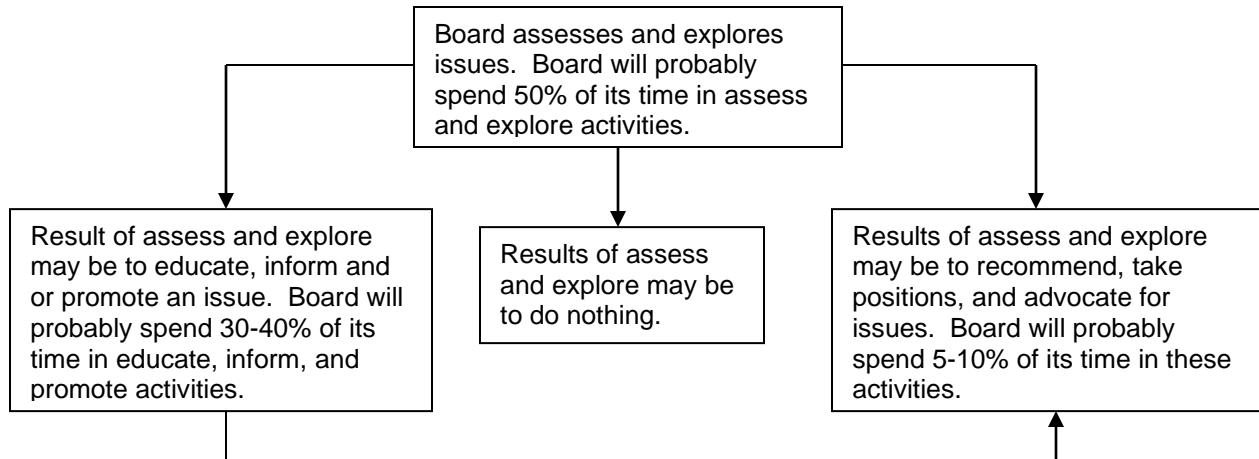 Board assesses and explores
issues.  Board will probably
spend 50% of its time in assess
and explore activities.
Result of assess and explore
may be to educate, inform and
or promote an issue.  Board will
probably spend 30-40% of its
time in educate, inform, and
promote activities.
Results of assess
and explore may be
to do nothing.
Results of assess and explore
may be to recommend, take
positions, and advocate for
issues.  Board will probably
spend 5-10% of its time in these
activities.